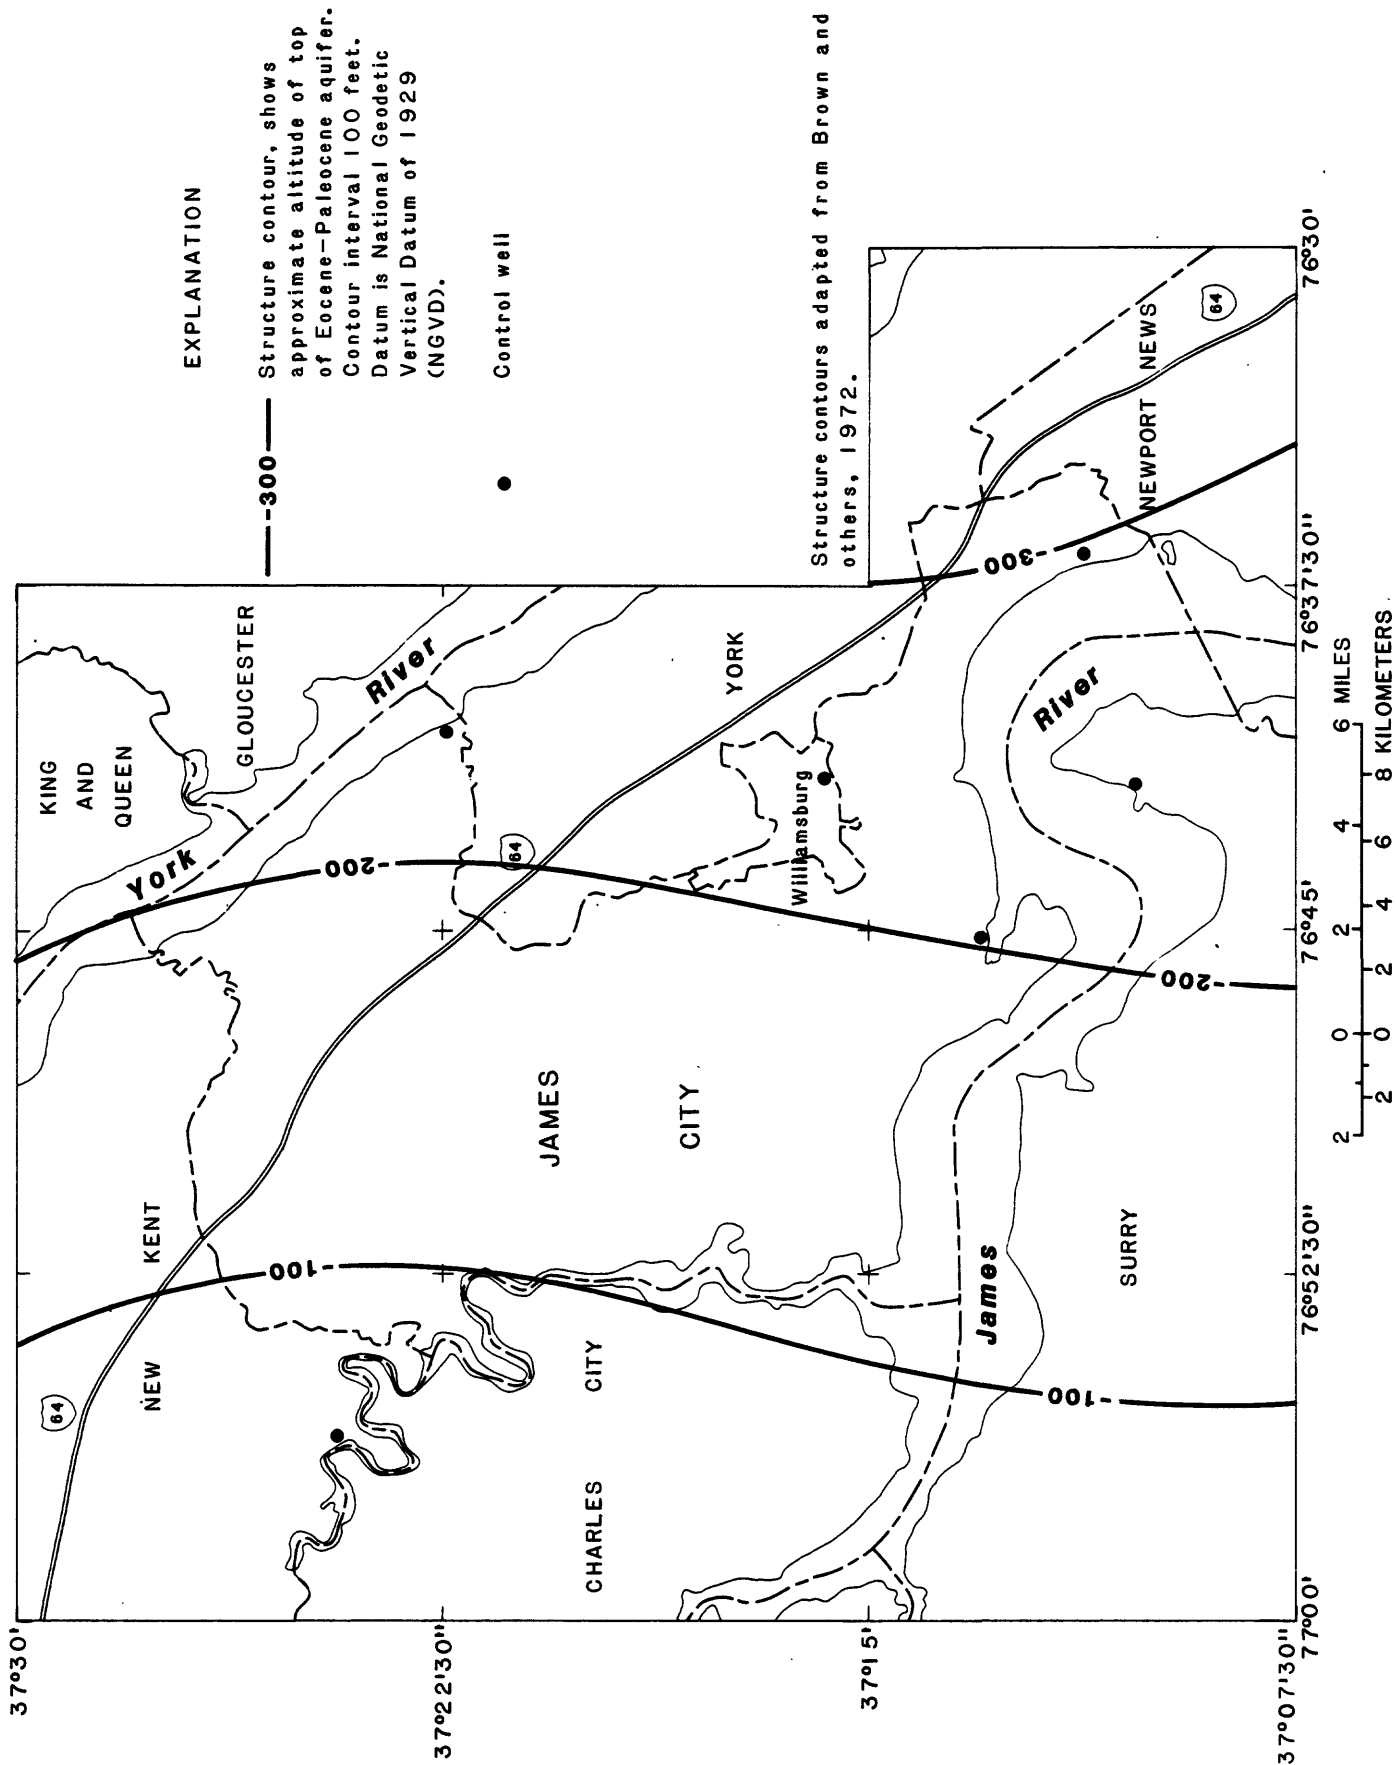 EXPLANATION
-300
Structure contour, shows
approximate altitude of top
of Eocene-Paleocene aquifer.
Contour interval 100 feet.
Datum is National Geodetic
Vertical Datum of 1929
(NGVD).
Control well
Structure contours adapted from Brown and
others, 1972.
37°30'
37°22'30"
37°15'
37°07'30"
77°00'
76°52'30"
76°45'
76°37'30"
76°30'
KING
AND
QUEEN
GLOUCESTER
York
River
YORK
Williamsburg
64
64
64
NEW KENT
JAMES
CITY
CHARLES CITY
James
River
SURRY
NEWPORT NEWS
-100
-100
-200
-200
-300
2 0 2 4 6 MILES
2 0 2 4 6 8 KILOMETERS